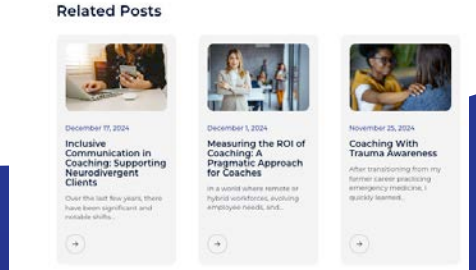 Related Posts
December 17, 2024
Inclusive
Communication in
Coaching: Supporting
Neurodivergent
Clients
Over the last few years, there
have been significant and
notable shifts...
December 1, 2024
Measuring the ROI of
Coaching: A
Pragmatic Approach
for Coaches
In a world where remote or
hybrid workforces, evolving
employee needs, and...
November 25, 2024
Coaching With
Trauma Awareness
After transitioning from my
former career practicing
emergency medicine, I
quickly learned...